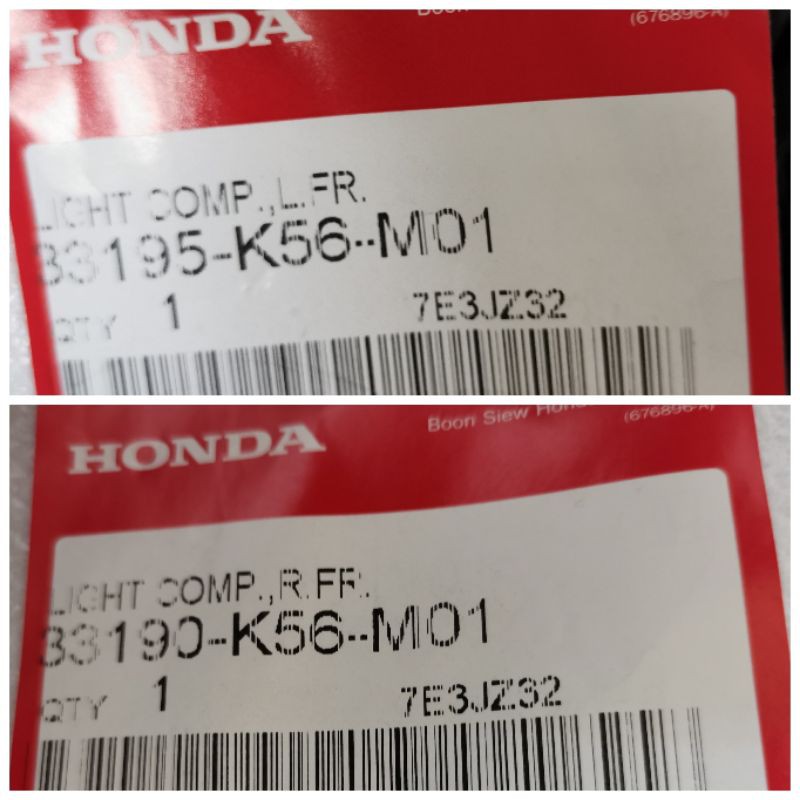 HONDA
(676896-A)
LIGHT COMP.,L.FR.
33195-K56-M01
QTY 1 7E3JZ32
HONDA
Boon Siew Honda
(676896-A)
LIGHT COMP.,R.FR.
33190-K56-M01
QTY 1 7E3JZ32